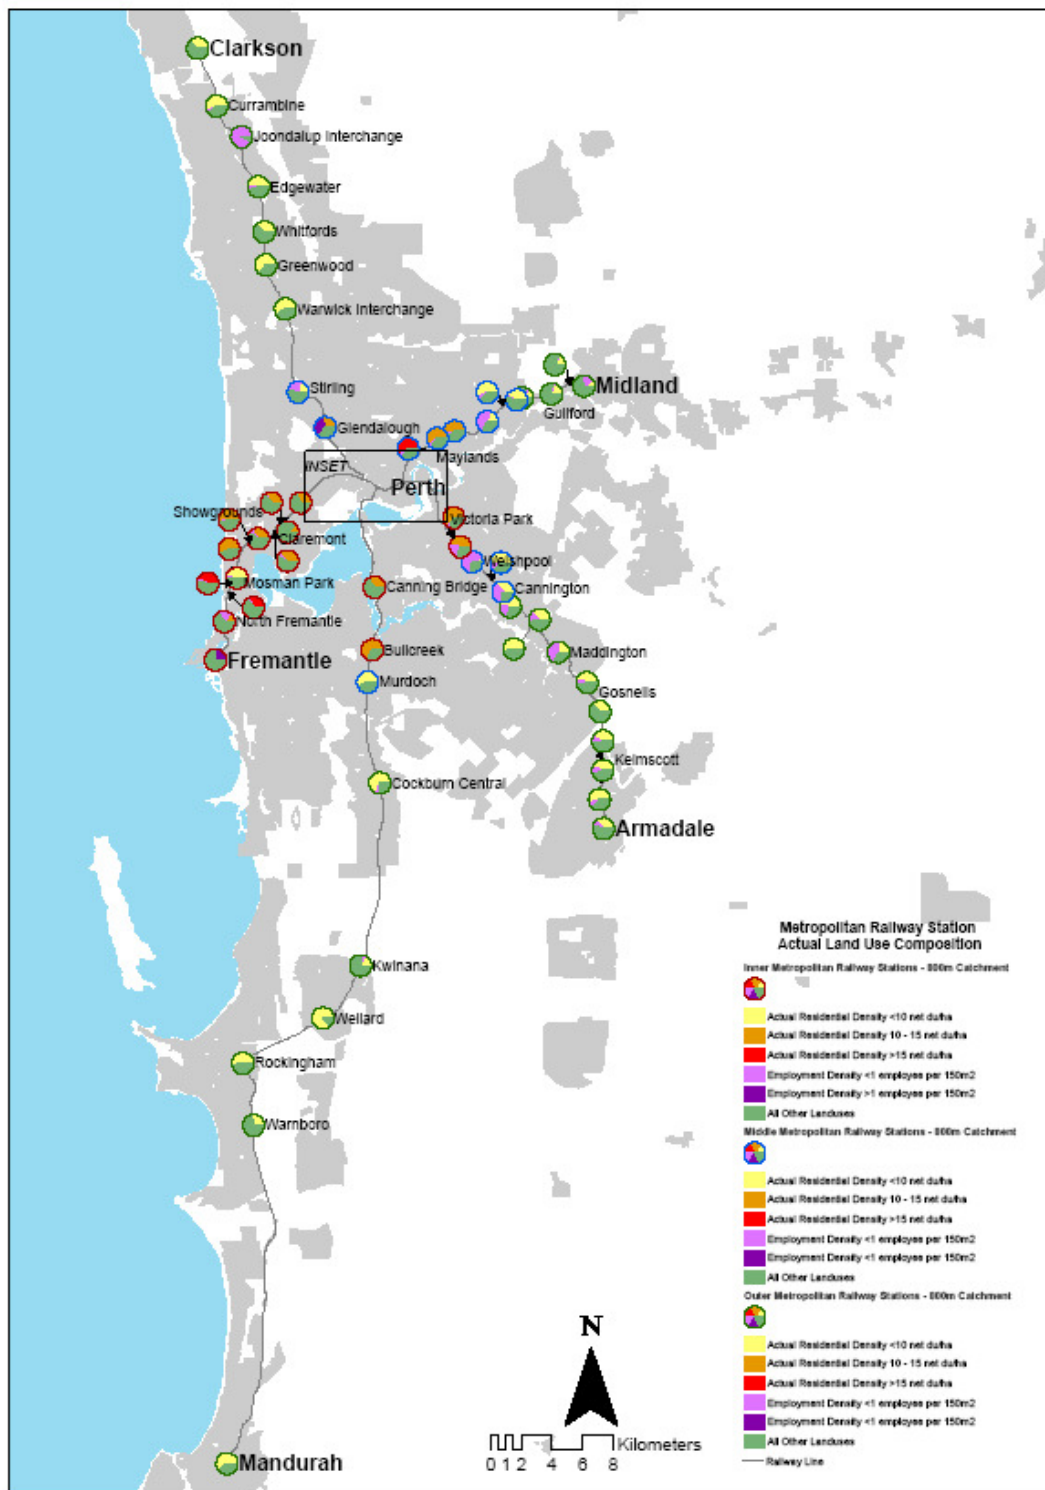 Clarkson
Currambine
Joondalup Interchange
Edgewater
Whitfords
Greenwood
Warwick Interchange
Stirling
Glendalough
Midland
Guilford
Maylands
INSET
Perth
Showgrounds
Claremont
Victoria Park
Welshpool
Mosman Park
Canning Bridge
Cannington
North Fremantle
Fremantle
Bullcreek
Maddington
Murdoch
Gosnells
Kelmscott
Cockburn Central
Armadale
Kwinana
Wellard
Rockingham
Warnboro
Mandurah
Metropolitan Railway Station
Actual Land Use Composition
Inner Metropolitan Railway Stations - 800m Catchment
Actual Residential Density <10 net du/ha
Actual Residential Density 10 - 15 net du/ha
Actual Residential Density >15 net du/ha
Employment Density <1 employee per 150m2
Employment Density >1 employee per 150m2
All Other Landuses
Middle Metropolitan Railway Stations - 800m Catchment
Actual Residential Density <10 net du/ha
Actual Residential Density 10 - 15 net du/ha
Actual Residential Density >15 net du/ha
Employment Density <1 employee per 150m2
Employment Density <1 employee per 150m2
All Other Landuses
Outer Metropolitan Railway Stations - 800m Catchment
Actual Residential Density <10 net du/ha
Actual Residential Density 10 - 15 net du/ha
Actual Residential Density >15 net du/ha
Employment Density <1 employee per 150m2
Employment Density <1 employee per 150m2
All Other Landuses
Railway Line
N
Kilometers
0 1 2 4 6 8